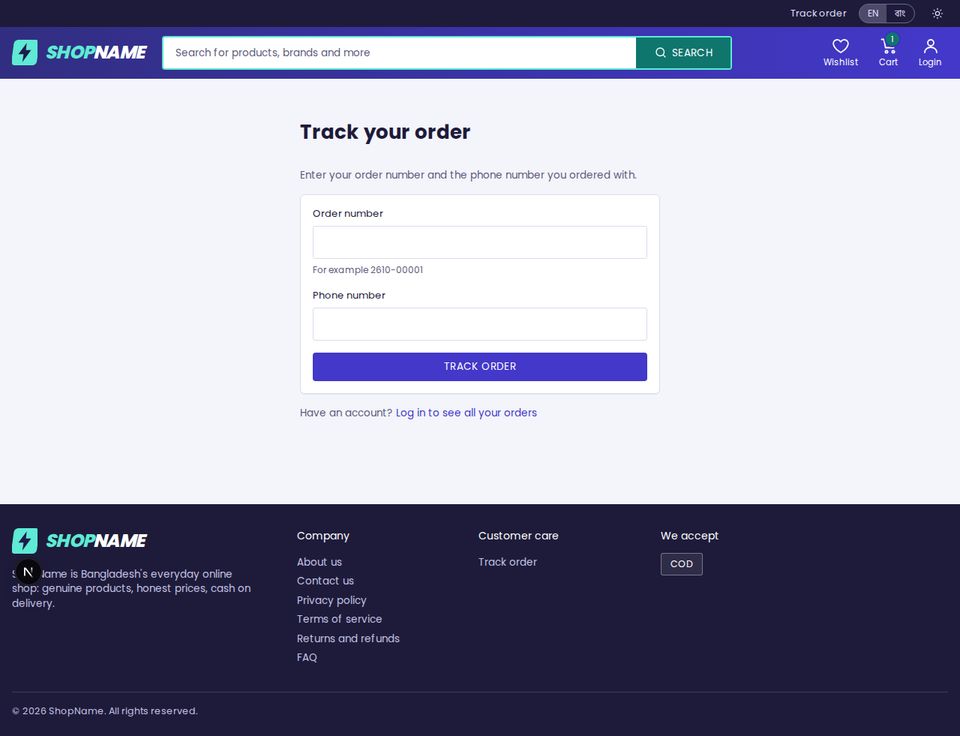 Track order EN বাং
SHOPNAME Search for products, brands and more SEARCH Wishlist 1 Cart Login
Track your order
Enter your order number and the phone number you ordered with.
Order number
For example 2610-00001
Phone number
TRACK ORDER
Have an account? Log in to see all your orders
SHOPNAME
Name is Bangladesh's everyday online
shop: genuine products, honest prices, cash on
delivery.
Company
About us
Contact us
Privacy policy
Terms of service
Returns and refunds
FAQ
Customer care
Track order
We accept
COD
N
© 2026 ShopName. All rights reserved.